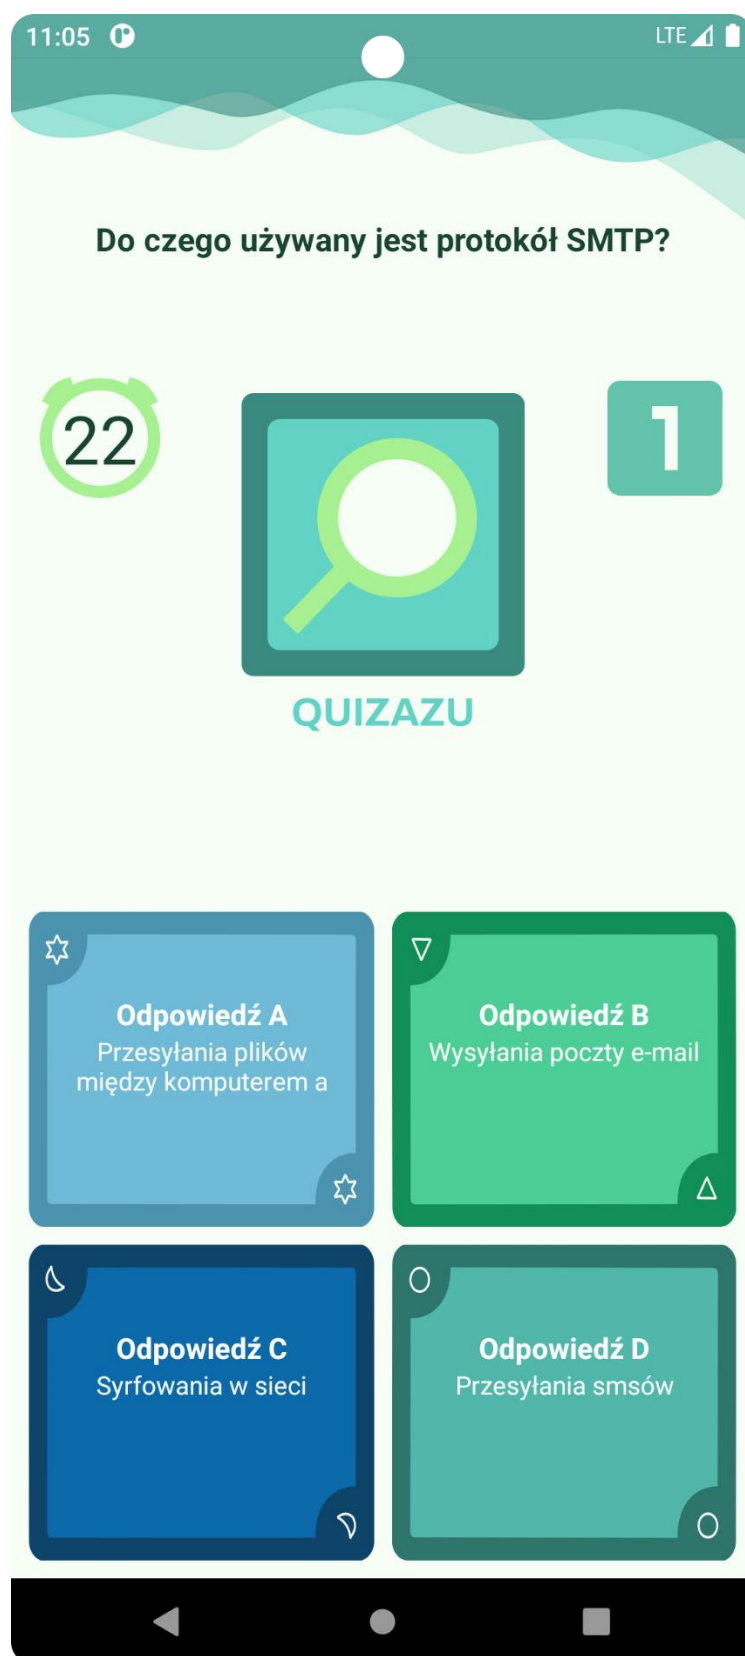 11:05
LTE
Do czego używany jest protokół SMTP?
22
1
QUIZAZU
Odpowiedź A
Przesyłania plików
między komputerem a
Odpowiedź B
Wysyłania poczty e-mail
Odpowiedź C
Syrfowania w sieci
Odpowiedź D
Przesyłania smsów